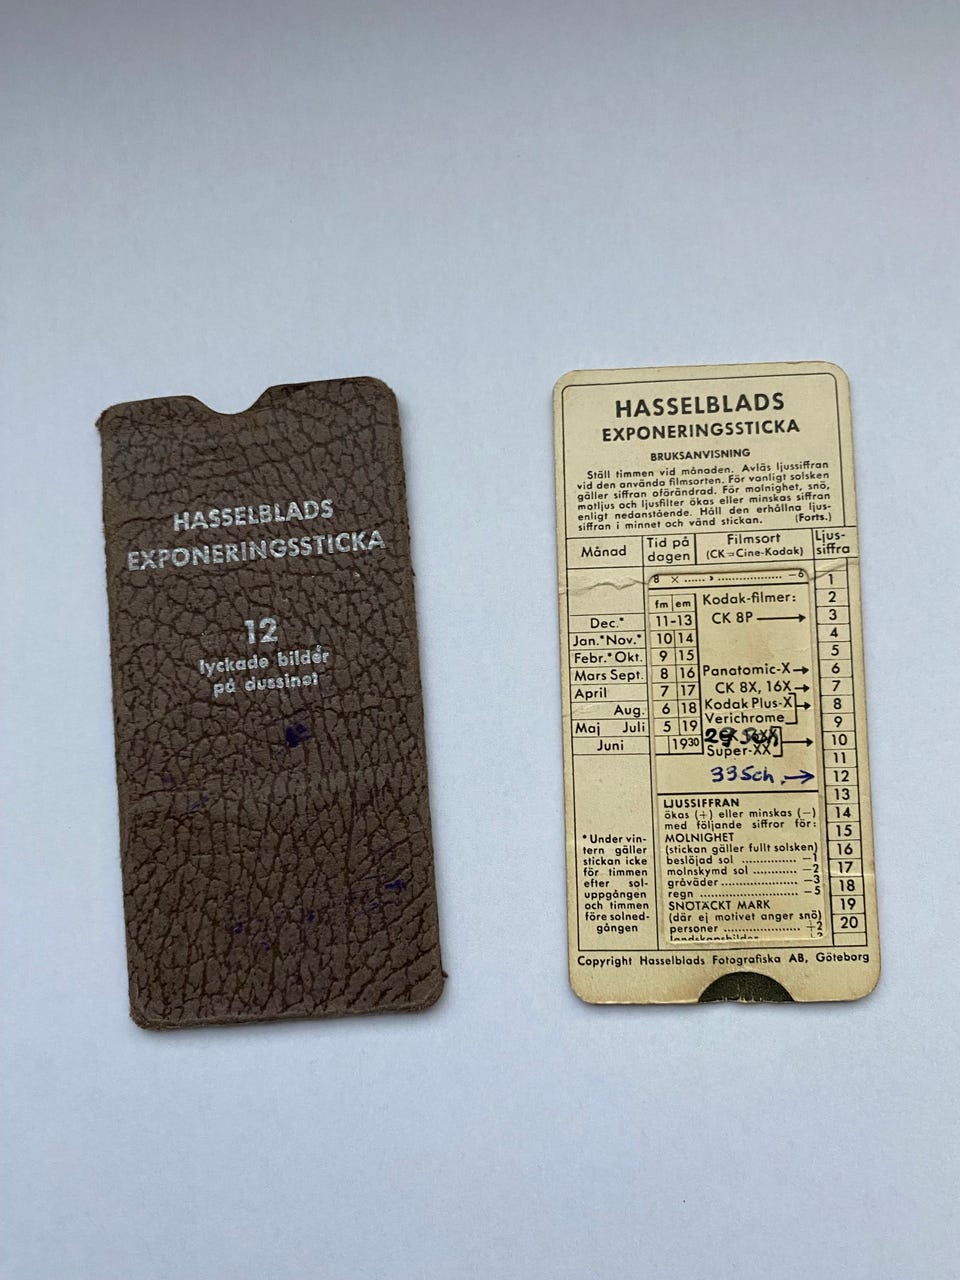 HASSELBLADS
EXPONERINGSSTICKA
12
lyckade bilder
på dussinet
HASSELBLADS
EXPONERINGSSTICKA
BRUKSANVISNING
Ställ timmen vid månaden. Avläs ljussiffran
vid den använda filmsorten. För vanligt solsken
gäller siffran oförändrad. För molnighet, snö,
motljus och ljusfilter ökas eller minskas siffran
enligt nedanstående. Håll den erhållna ljus-
siffran i minnet och vänd stickan. (Forts.)
Månad
Tid på dagen
Filmsort
(CK=Cine-Kodak)
Ljus-
siffra
8 × ...... » .................. —6
fm em
Kodak-filmer:
1
2
Dec.* 11-13 CK 8P 3
Jan.* Nov.* 10 14 4
Febr.* Okt. 9 15 5
Mars Sept. 8 16 Panatomic-X 6
April 7 17 CK 8X, 16X 7
Aug. 6 18 Kodak Plus-X 8
Maj Juli 5 19 Verichrome 9
Juni 1930 29 Sch 10
Super-XX
11
33Sch. 12
13
14
15
16
17
18
19
20
LJUSSIFFRAN
ökas (+) eller minskas (—)
med följande siffror för:
MOLNIGHET
(stickan gäller fullt solsken)
beslöjad sol .............. —1
molnskymd sol ......... —2
gråväder ................... —3
regn ......................... —5
SNÖTÄCKT MARK
(där ej motivet anger snö)
personer .................. +2
landskapsbilder
* Under vin-
tern gäller
stickan icke
för timmen
efter sol-
uppgången
och timmen
före solned-
gången
Copyright Hasselblads Fotografiska AB, Göteborg